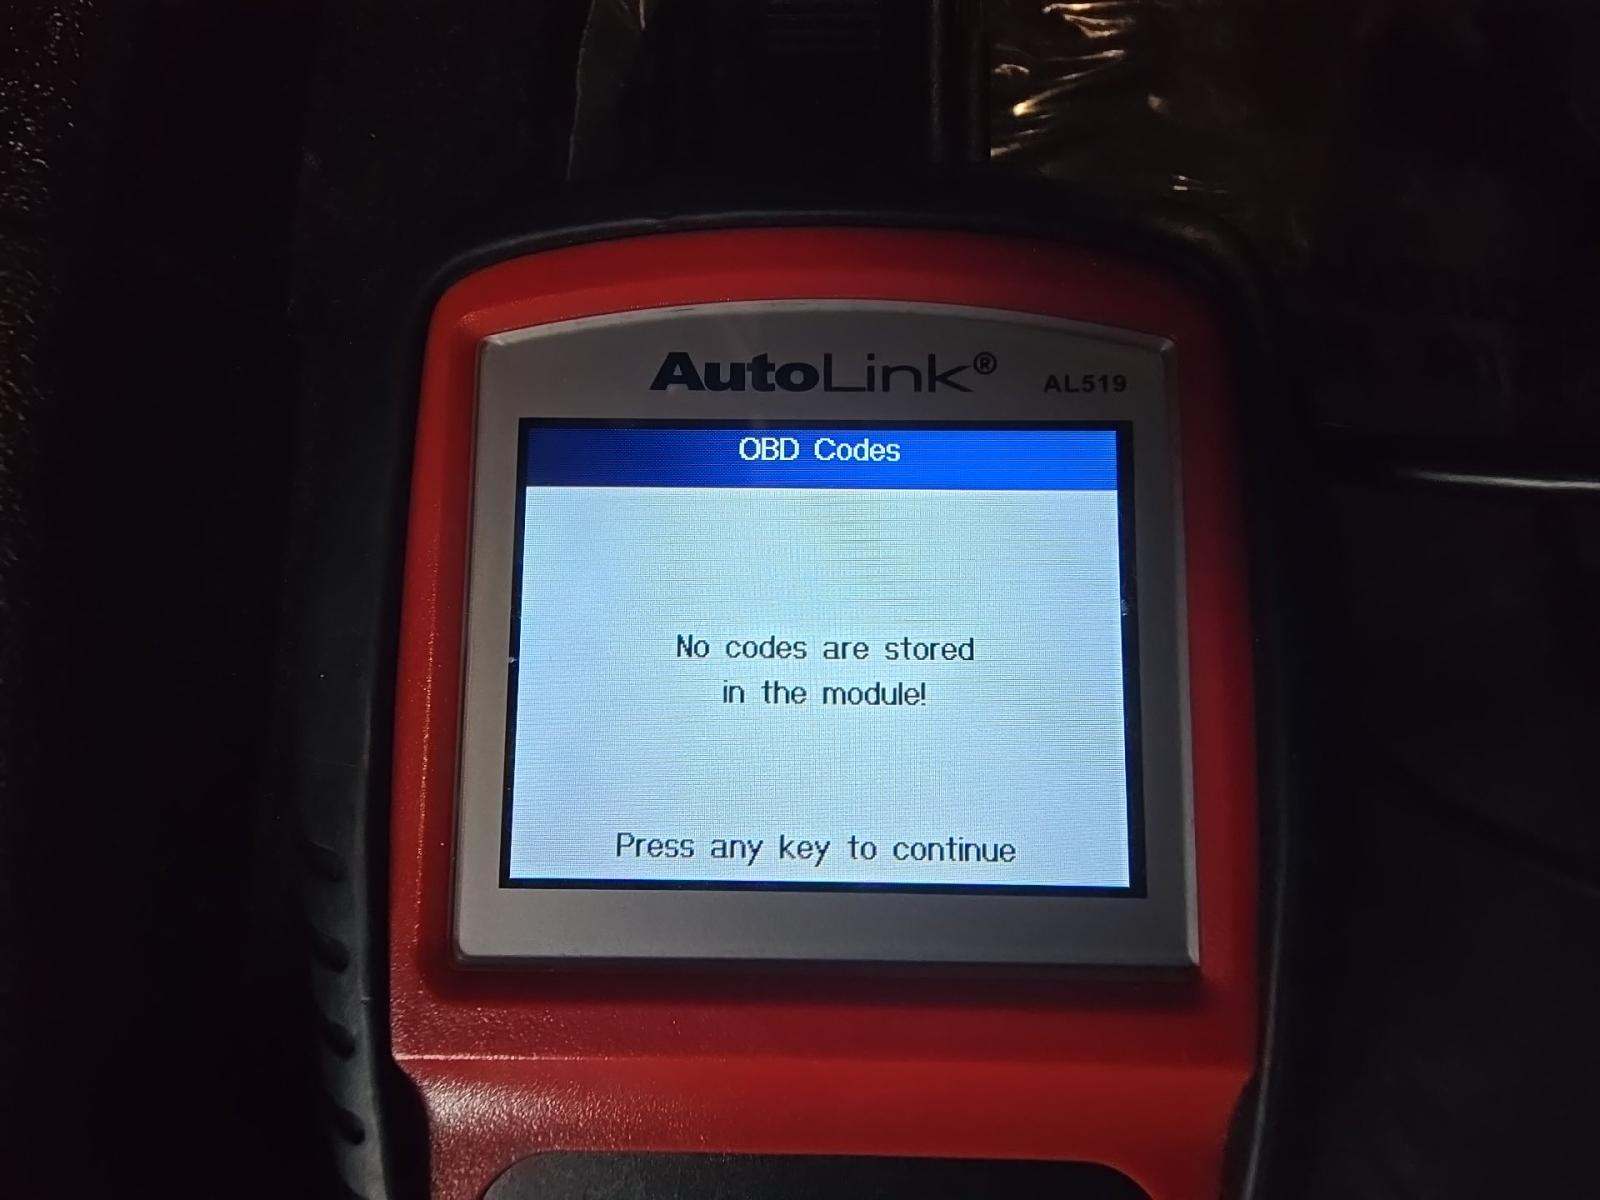 AutoLink®
AL519
OBD Codes
No codes are stored
in the module!
Press any key to continue